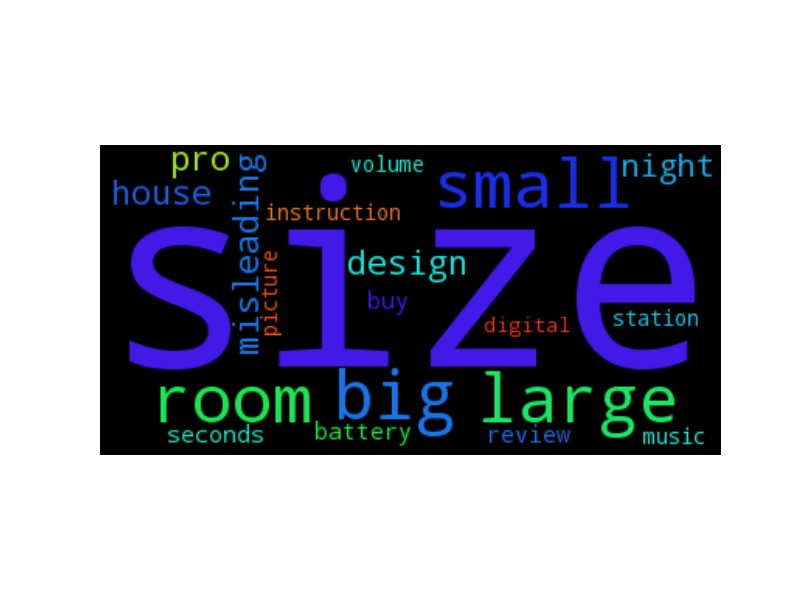 pro
volume
small
night
house
misleading
instruction
size
picture
design
buy
digital
station
room
big
large
seconds
battery
review
music